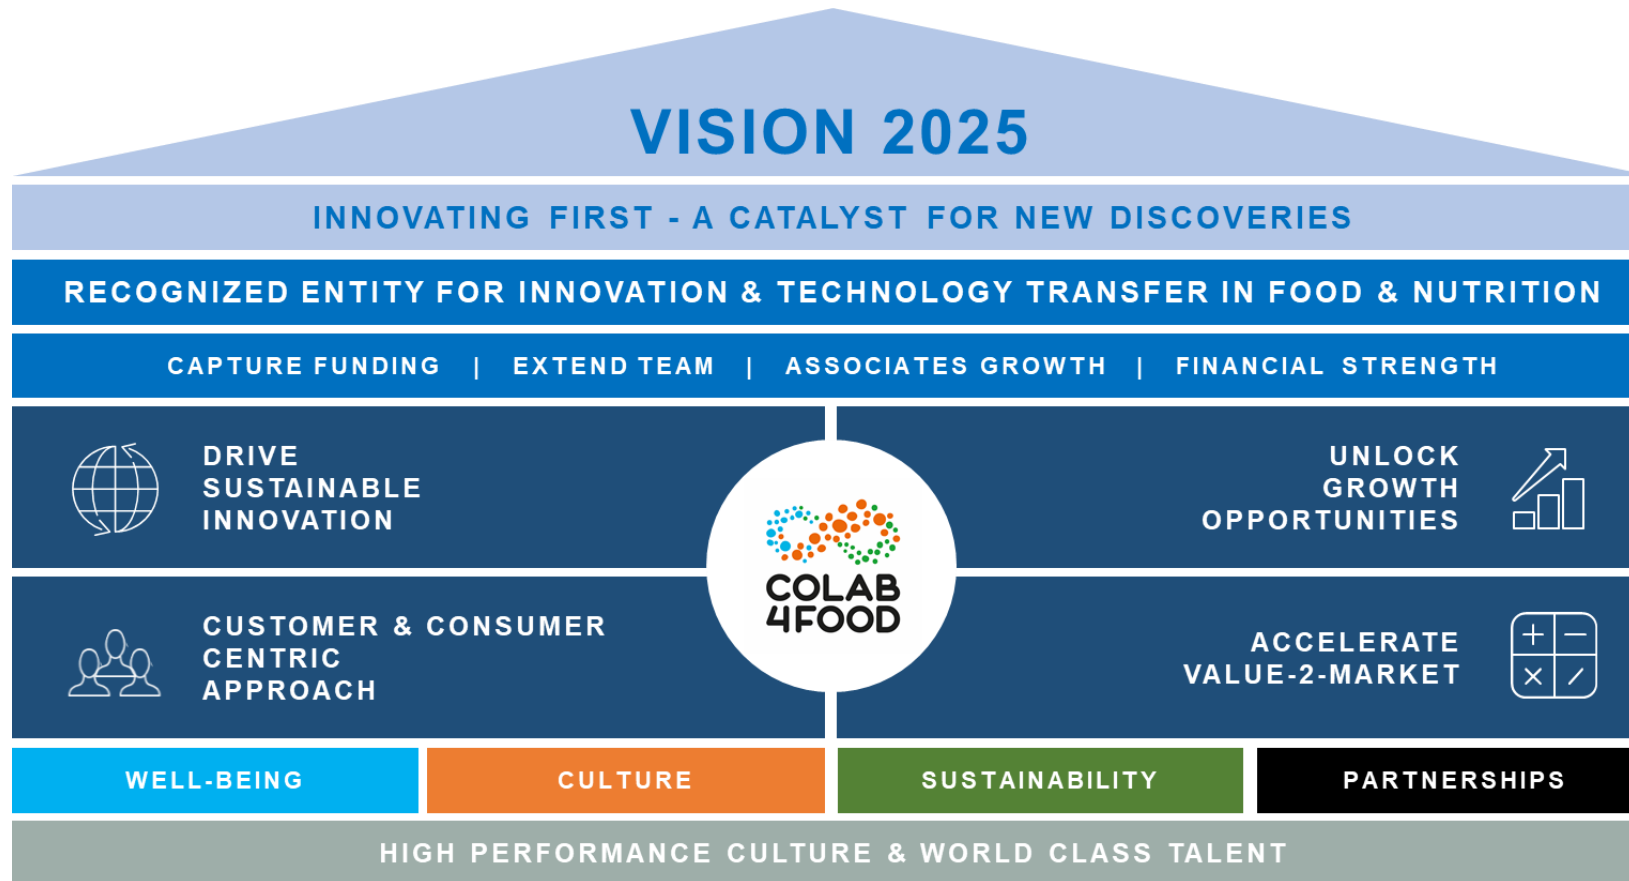 VISION 2025
INNOVATING FIRST - A CATALYST FOR NEW DISCOVERIES
RECOGNIZED ENTITY FOR INNOVATION & TECHNOLOGY TRANSFER IN FOOD & NUTRITION
CAPTURE FUNDING | EXTEND TEAM | ASSOCIATES GROWTH | FINANCIAL STRENGTH
DRIVE
SUSTAINABLE
INNOVATION
UNLOCK
GROWTH
OPPORTUNITIES
COLAB
4FOOD
CUSTOMER & CONSUMER
CENTRIC
APPROACH
ACCELERATE
VALUE-2-MARKET
WELL-BEING
CULTURE
SUSTAINABILITY
PARTNERSHIPS
HIGH PERFORMANCE CULTURE & WORLD CLASS TALENT